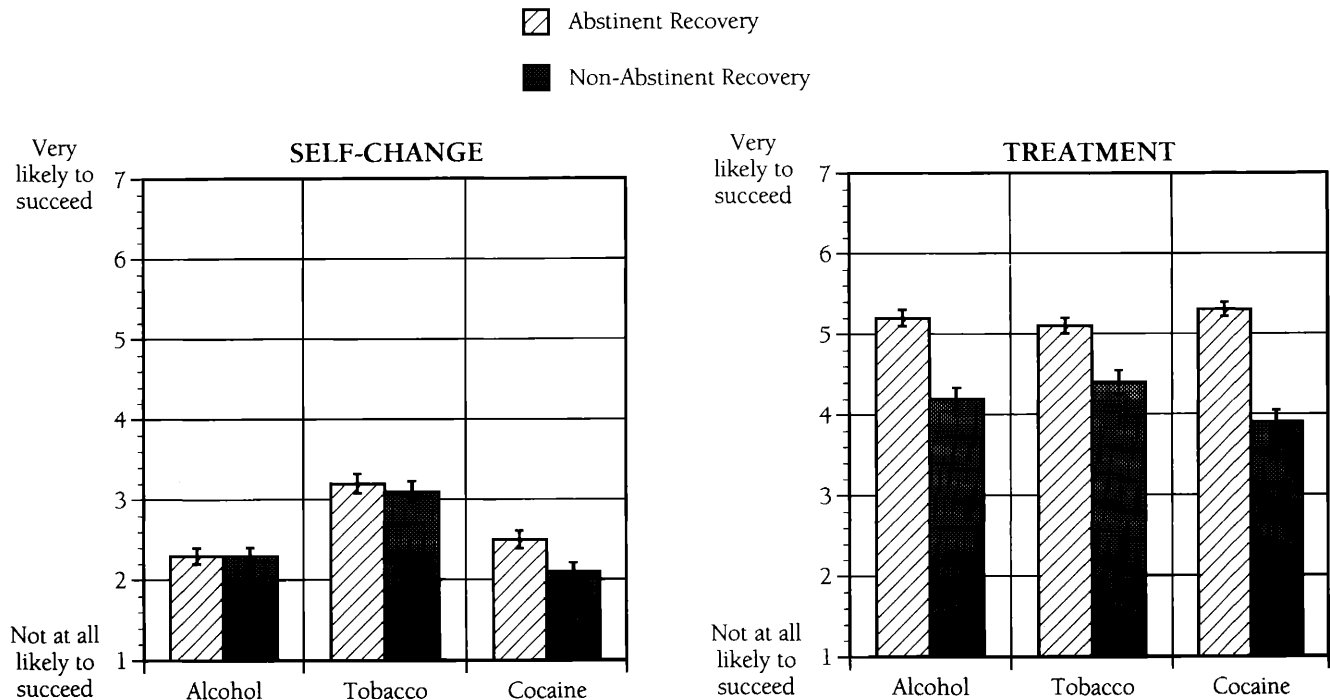 Abstinent Recovery
Non-Abstinent Recovery
Very
likely to
succeed
SELF-CHANGE
7
6
5
4
3
2
1
Not at all
likely to
succeed
Alcohol Tobacco Cocaine
Very
likely to
succeed
TREATMENT
7
6
5
4
3
2
1
Not at all
likely to
succeed
Alcohol Tobacco Cocaine